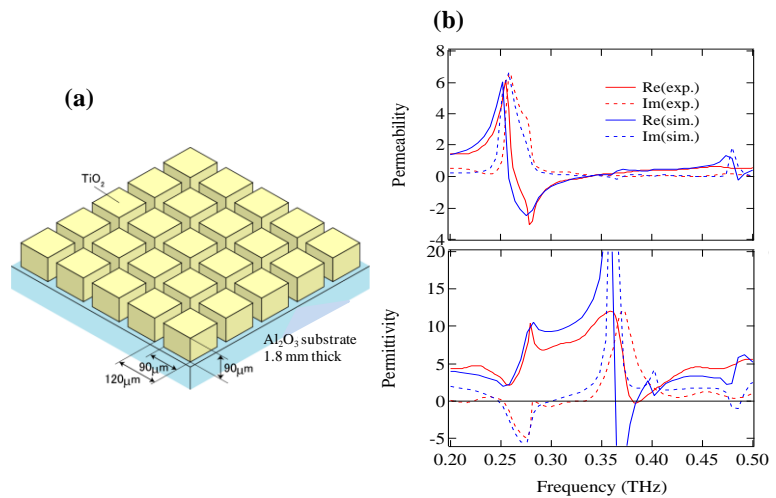 (a)
TiO₂
Al₂O₃ substrate
1.8 mm thick
90μm
90μm
120μm
(b)
Permeability
8
6
4
2
0
-2
-4
Re(exp.)
Im(exp.)
Re(sim.)
Im(sim.)
Permittivity
20
15
10
5
0
-5
0.20 0.25 0.30 0.35 0.40 0.45 0.50
Frequency (THz)